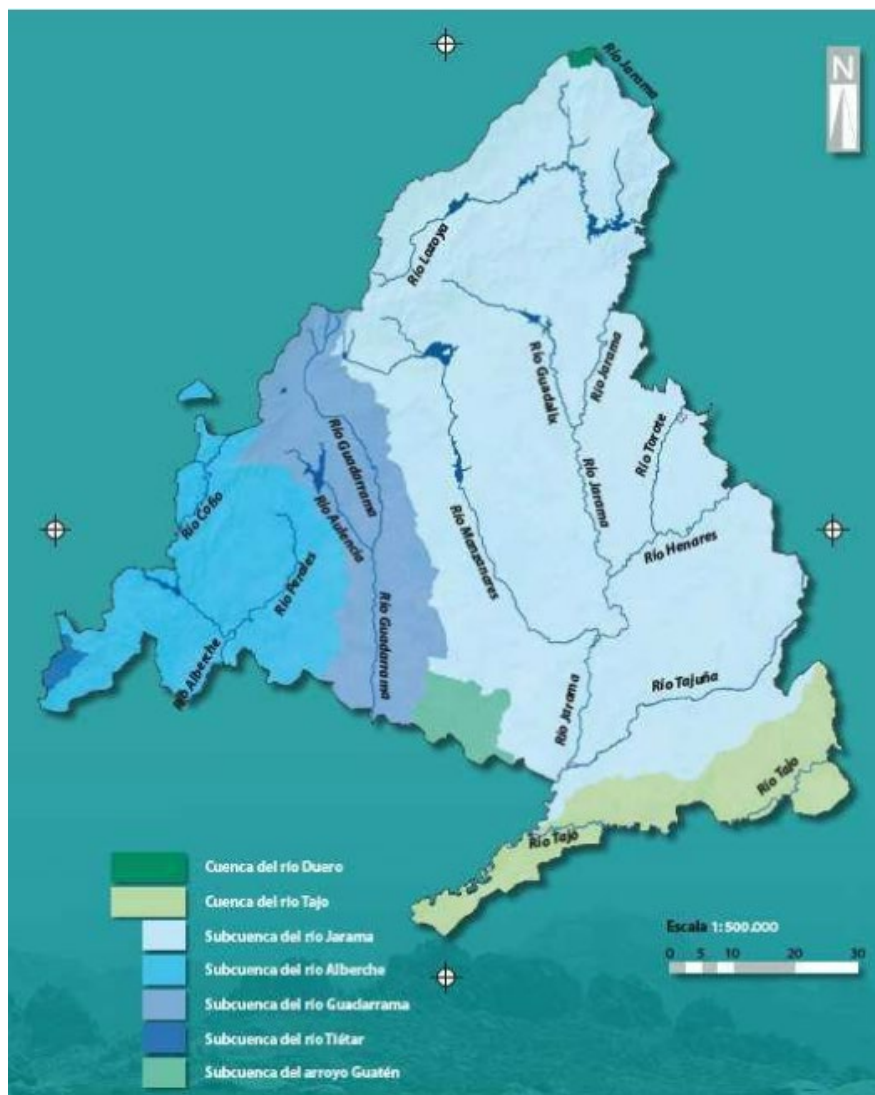 Río Jarama
N
Río Lozoya
Río Guadalix
Río Jarama
Río Torote
Río Guadarrama
Río Jarama
Río Cofio
Río Aulencia
Río Manzanares
Río Henares
Río Perales
Río Guadarrama
Río Alberche
Río Tajuña
Río Jarama
Río Tajo
Río Tajo
Cuenca del río Duero
Cuenca del río Tajo
Subcuenca del río Jarama
Subcuenca del río Alberche
Subcuenca del río Guadarrama
Subcuenca del río Tiétar
Subcuenca del arroyo Guatén
Escala 1:500.000
0 5 10 20 30